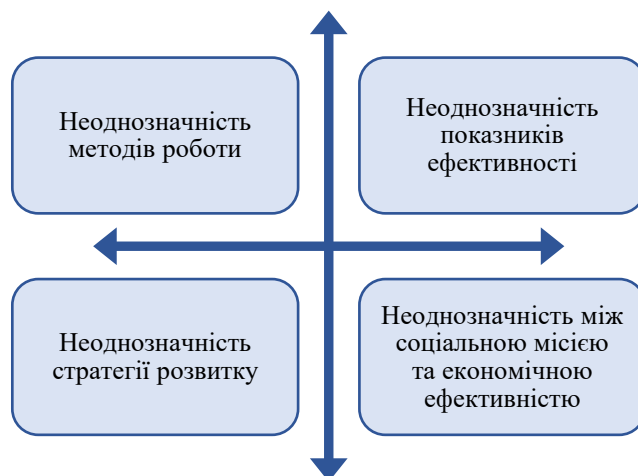 Неоднозначність
методів роботи
Неоднозначність
показників
ефективності
Неоднозначність
стратегії розвитку
Неоднозначність між
соціальною місією
та економічною
ефективністю